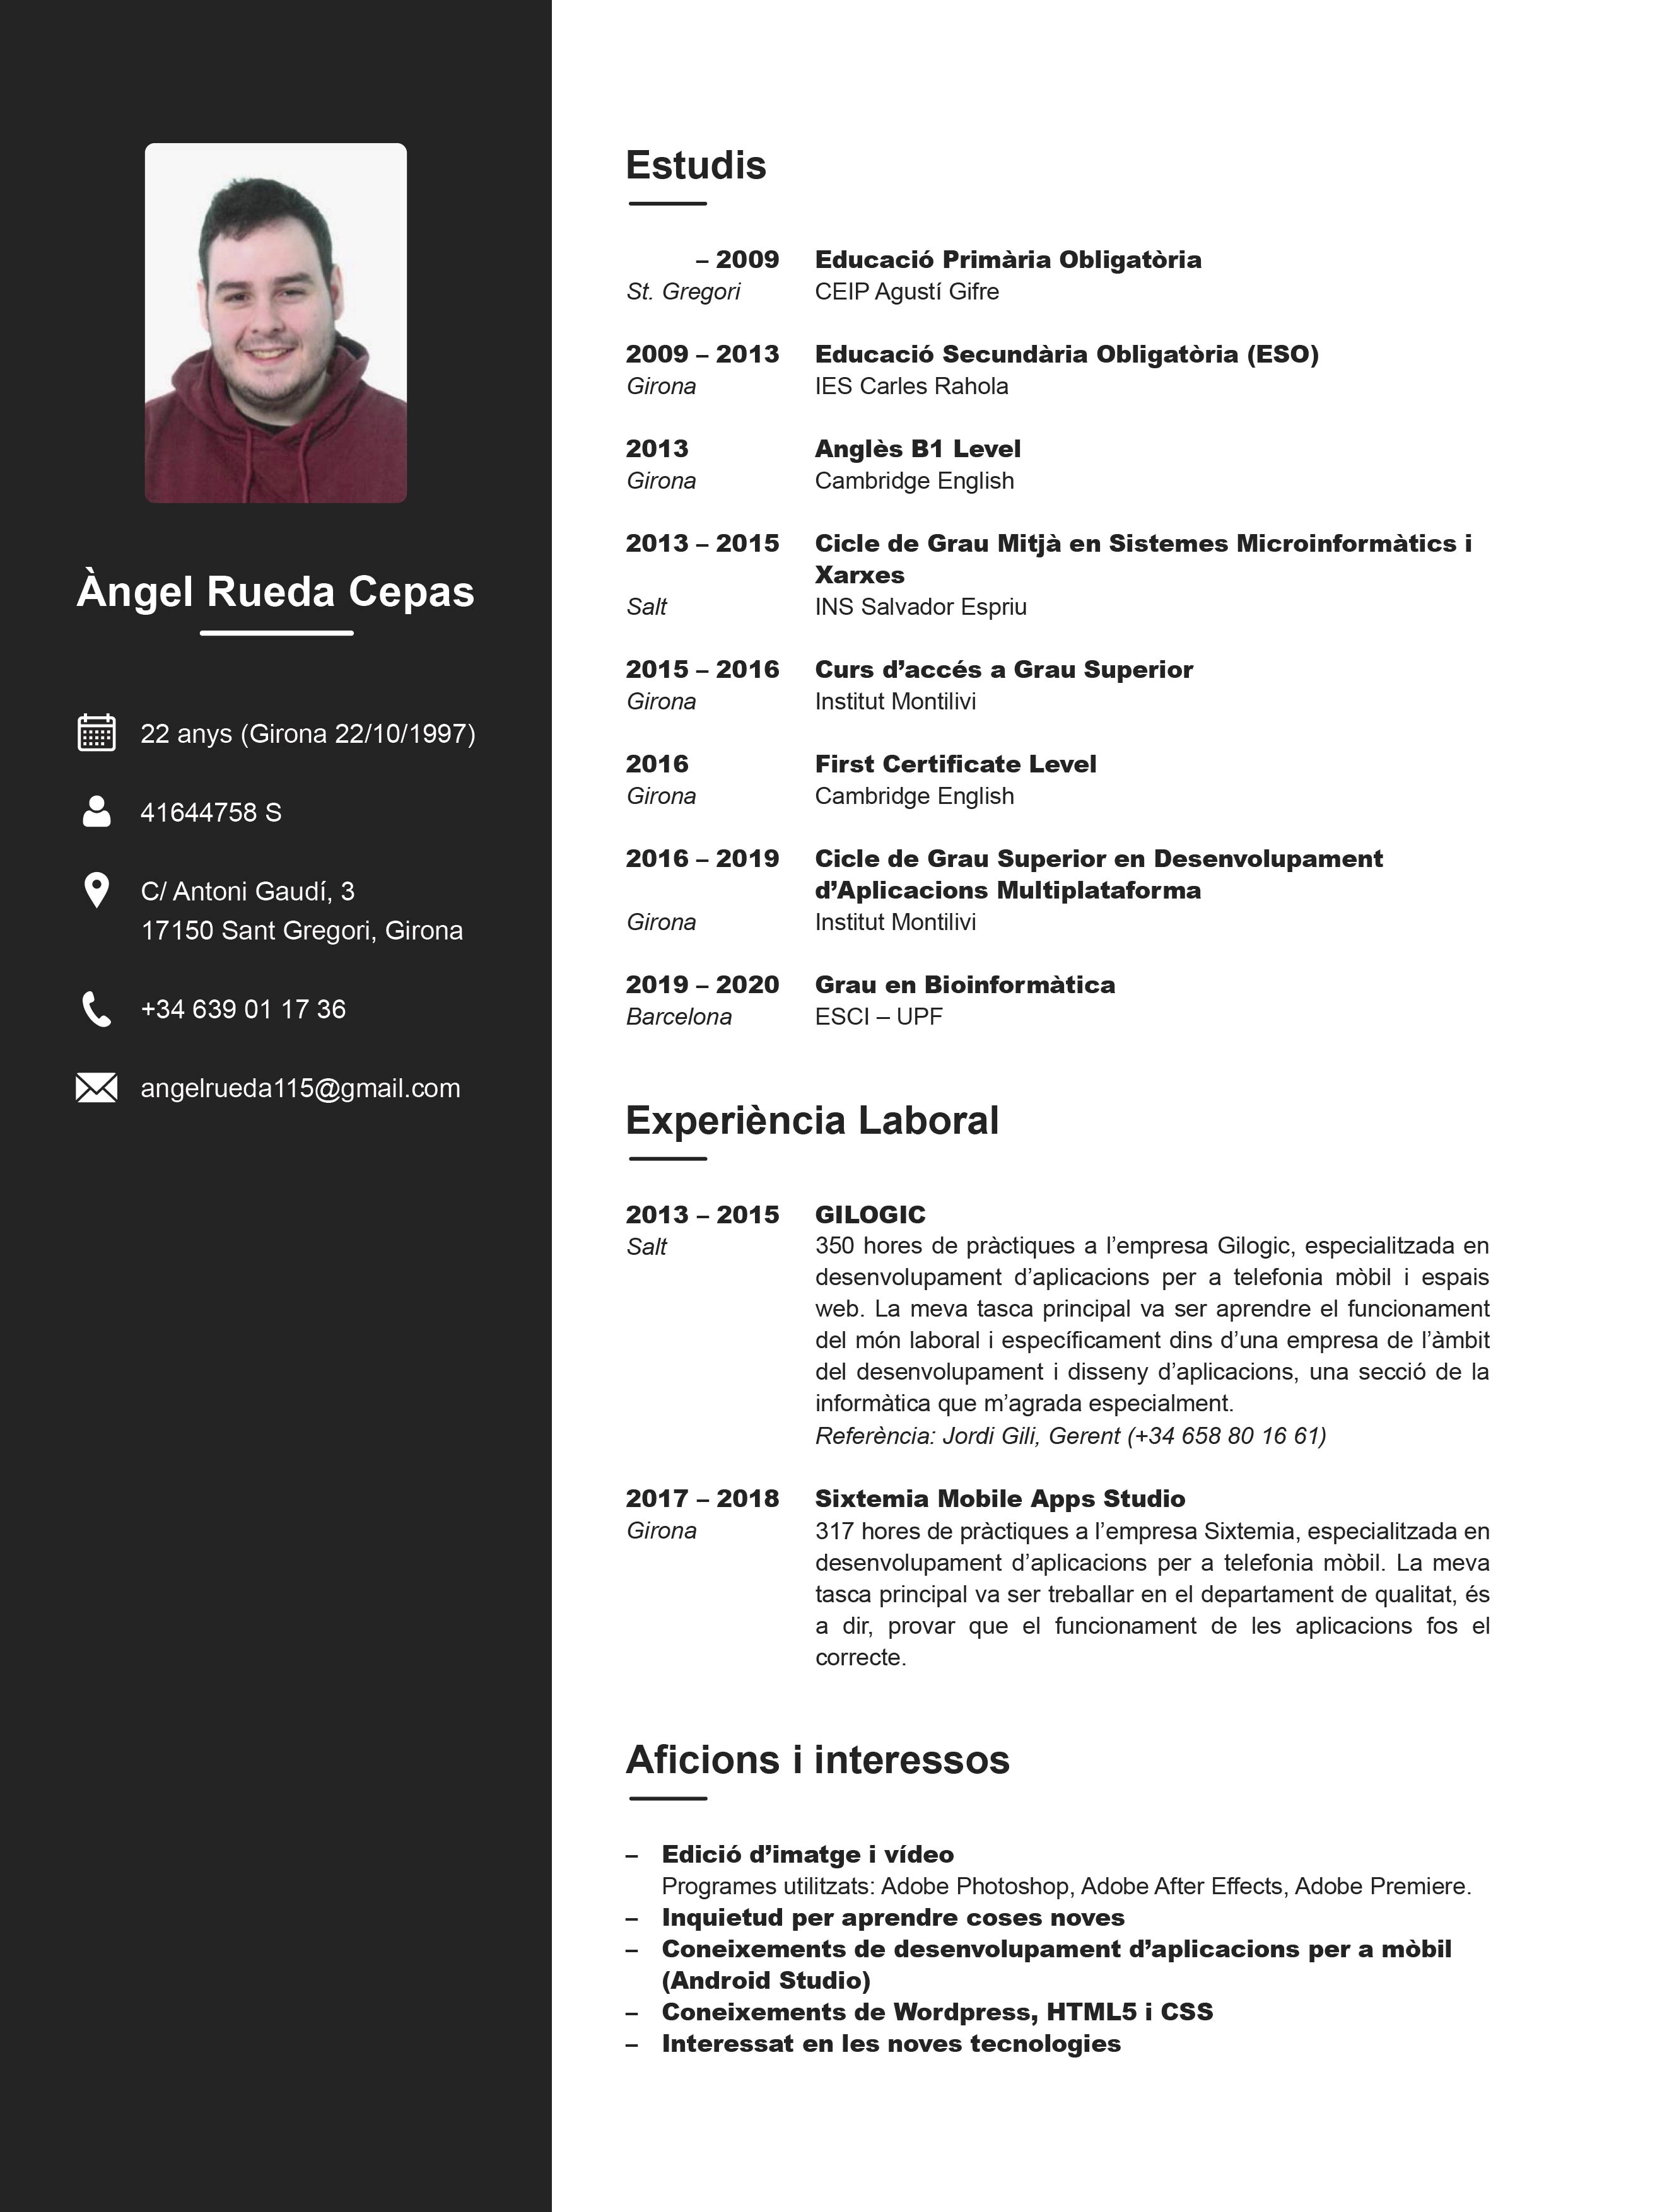 Àngel Rueda Cepas
22 anys (Girona 22/10/1997)
41644758 S
C/ Antoni Gaudí, 3
17150 Sant Gregori, Girona
+34 639 01 17 36
angelrueda115@gmail.com
Estudis
– 2009 Educació Primària Obligatòria
St. Gregori CEIP Agustí Gifre
2009 – 2013 Educació Secundària Obligatòria (ESO)
Girona IES Carles Rahola
2013 Anglès B1 Level
Girona Cambridge English
2013 – 2015 Cicle de Grau Mitjà en Sistemes Microinformàtics i
Xarxes
Salt INS Salvador Espriu
2015 – 2016 Curs d’accés a Grau Superior
Girona Institut Montilivi
2016 First Certificate Level
Girona Cambridge English
2016 – 2019 Cicle de Grau Superior en Desenvolupament
d’Aplicacions Multiplataforma
Girona Institut Montilivi
2019 – 2020 Grau en Bioinformàtica
Barcelona ESCI – UPF
Experiència Laboral
2013 – 2015 GILOGIC
Salt 350 hores de pràctiques a l’empresa Gilogic, especialitzada en
desenvolupament d’aplicacions per a telefonia mòbil i espais
web. La meva tasca principal va ser aprendre el funcionament
del món laboral i específicament dins d’una empresa de l’àmbit
del desenvolupament i disseny d’aplicacions, una secció de la
informàtica que m’agrada especialment.
Referència: Jordi Gili, Gerent (+34 658 80 16 61)
2017 – 2018 Sixtemia Mobile Apps Studio
Girona 317 hores de pràctiques a l’empresa Sixtemia, especialitzada en
desenvolupament d’aplicacions per a telefonia mòbil. La meva
tasca principal va ser treballar en el departament de qualitat, és
a dir, provar que el funcionament de les aplicacions fos el
correcte.
Aficions i interessos
– Edició d’imatge i vídeo
Programes utilitzats: Adobe Photoshop, Adobe After Effects, Adobe Premiere.
– Inquietud per aprendre coses noves
– Coneixements de desenvolupament d’aplicacions per a mòbil
(Android Studio)
– Coneixements de Wordpress, HTML5 i CSS
– Interessat en les noves tecnologies